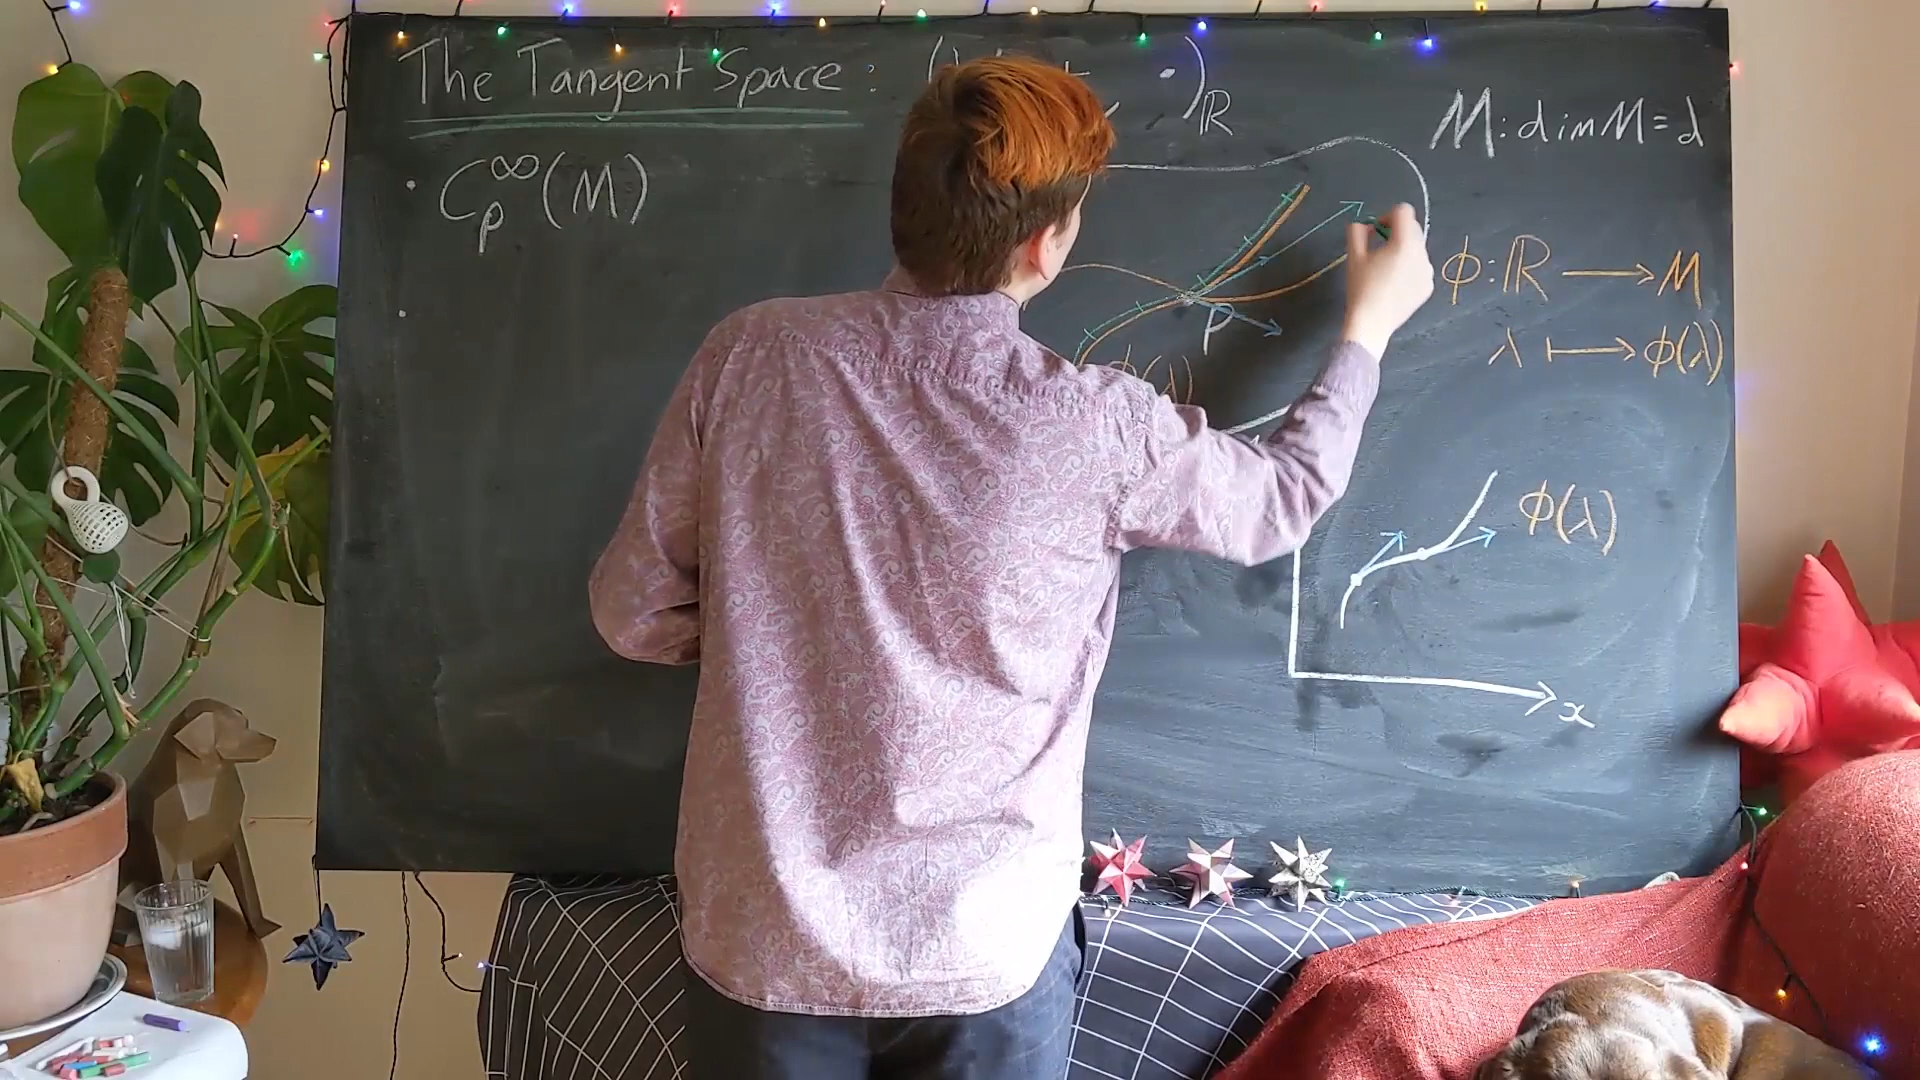 The Tangent Space:
( + , · )ℝ
M: dim M = d
C_p^∞(M)
ϕ: ℝ ⟶ M
λ ⟼ ϕ(λ)
p
ϕ(λ)
ϕ(λ)
x